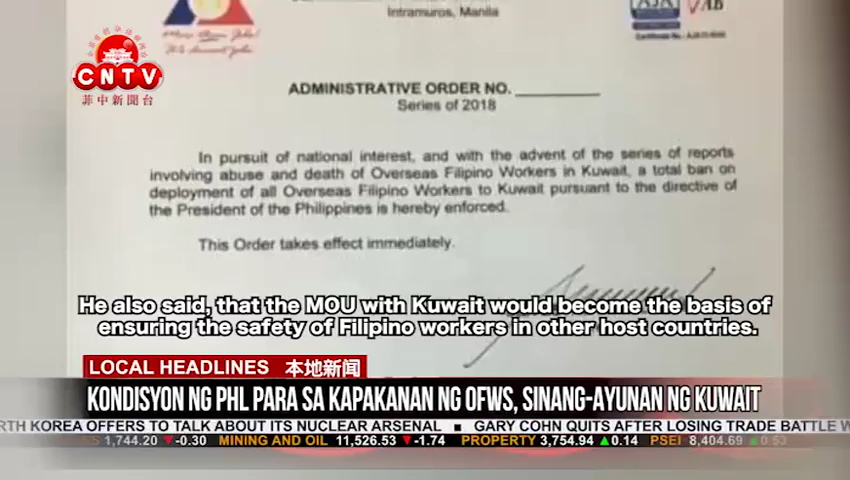 Intramuros, Manila
CNTV
菲中新聞台
ADMINISTRATIVE ORDER NO. ___________
Series of 2018
In pursuit of national interest, and with the advent of the series of reports
involving abuse and death of Overseas Filipino Workers in Kuwait, a total ban on
deployment of all Overseas Filipino Workers to Kuwait pursuant to the directive of
the President of the Philippines is hereby enforced.
This Order takes effect immediately.
He also said, that the MOU with Kuwait would become the basis of
ensuring the safety of Filipino workers in other host countries.
LOCAL HEADLINES 本地新闻
KONDISYON NG PHL PARA SA KAPAKANAN NG OFWS, SINANG-AYUNAN NG KUWAIT
RTH KOREA OFFERS TO TALK ABOUT ITS NUCLEAR ARSENAL ■ GARY COHN QUITS AFTER LOSING TRADE BATTLE W
1,744.20 ▼-0.30 MINING AND OIL 11,526.53 ▼-1.74 PROPERTY 3,754.94 ▲0.14 PSEI 8,404.69 ▲0.53